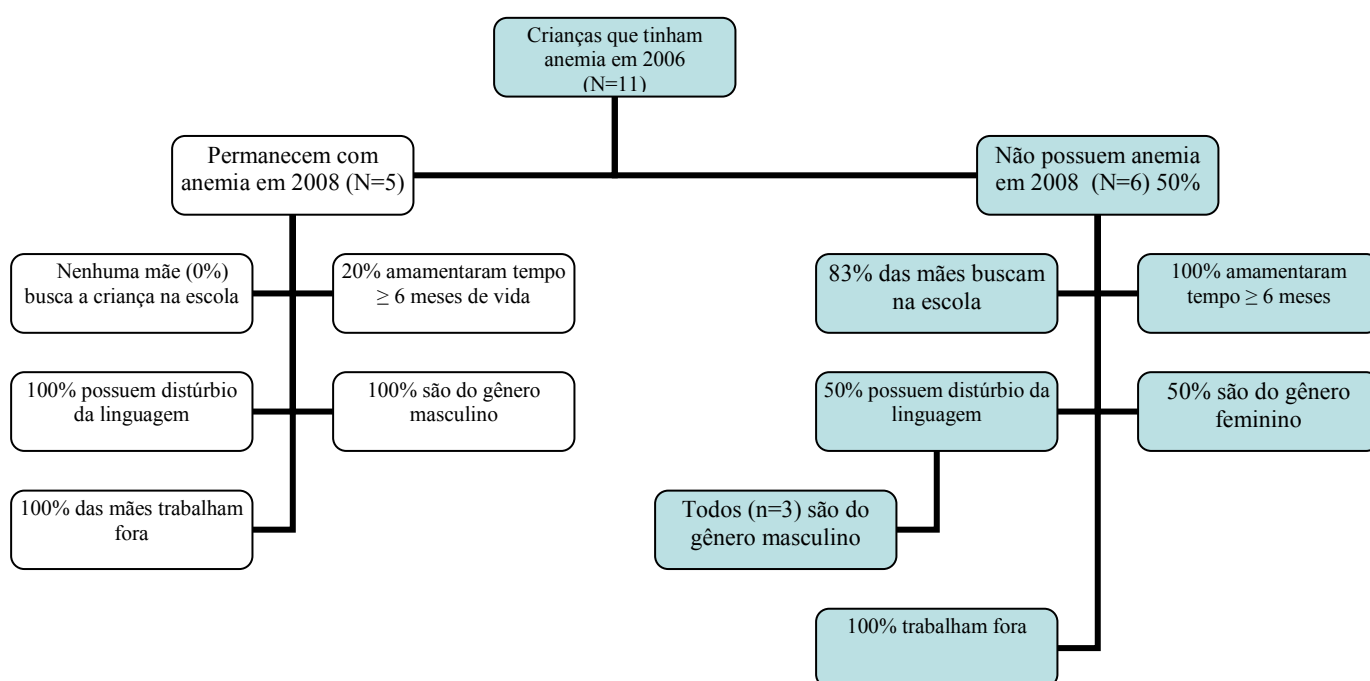 Crianças que tinham
anemia em 2006
(N=11)
Permanecem com
anemia em 2008 (N=5)
Não possuem anemia
em 2008 (N=6) 50%
Nenhuma mãe (0%)
busca a criança na escola
20% amamentaram tempo
≥ 6 meses de vida
83% das mães buscam
na escola
100% amamentaram
tempo ≥ 6 meses
100% possuem distúrbio
da linguagem
100% são do gênero
masculino
50% possuem distúrbio da
linguagem
50% são do gênero
feminino
100% das mães trabalham
fora
Todos (n=3) são do
gênero masculino
100% trabalham fora